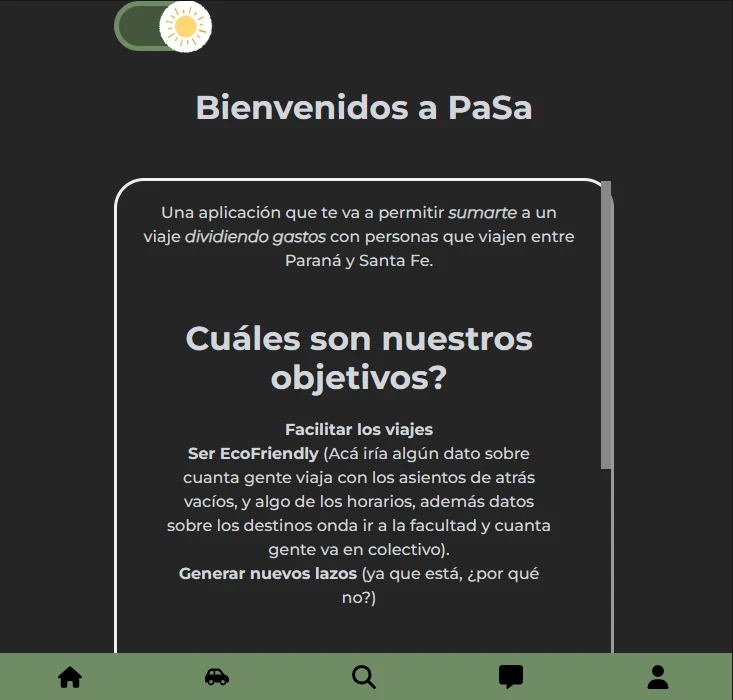 Bienvenidos a PaSa
Una aplicación que te va a permitir sumarte a un
viaje dividiendo gastos con personas que viajen entre
Paraná y Santa Fe.
Cuáles son nuestros
objetivos?
Facilitar los viajes
Ser EcoFriendly (Acá iría algún dato sobre
cuanta gente viaja con los asientos de atrás
vacíos, y algo de los horarios, además datos
sobre los destinos onda ir a la facultad y cuanta
gente va en colectivo).
Generar nuevos lazos (ya que está, ¿por qué
no?)